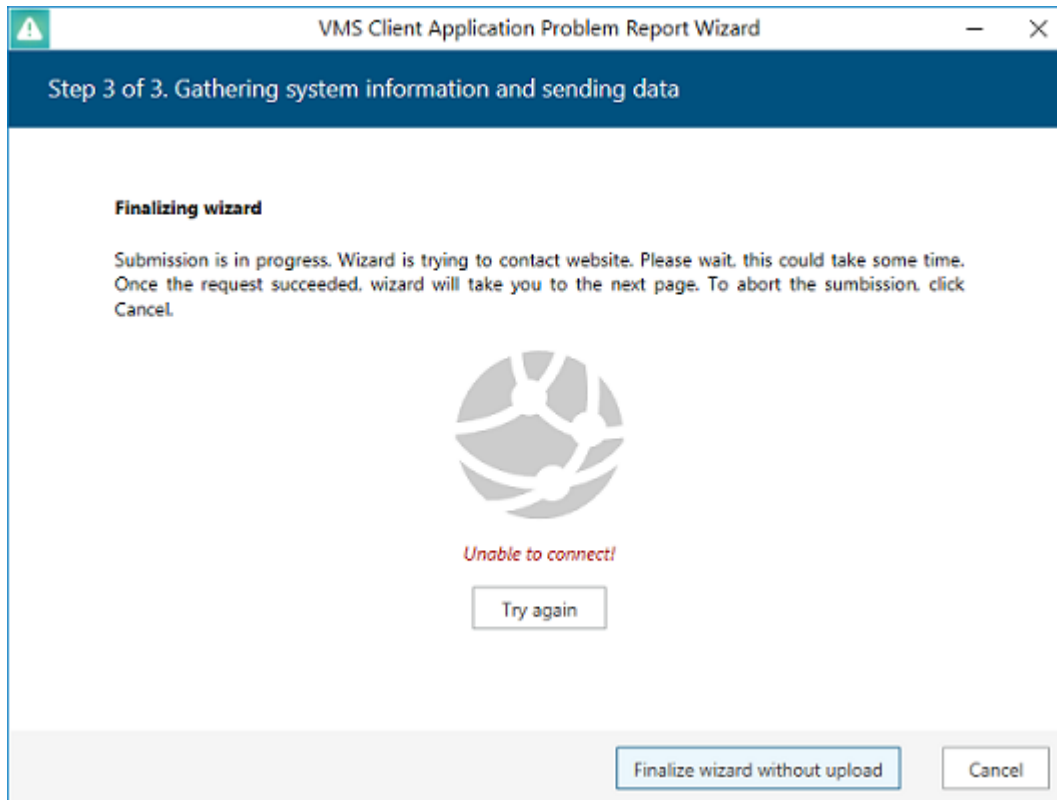 VMS Client Application Problem Report Wizard
Step 3 of 3. Gathering system information and sending data
Finalizing wizard
Submission is in progress. Wizard is trying to contact website. Please wait, this could take some time.
Once the request succeeded, wizard will take you to the next page. To abort the sumbission, click
Cancel.
Unable to connect!
Try again
Finalize wizard without upload
Cancel